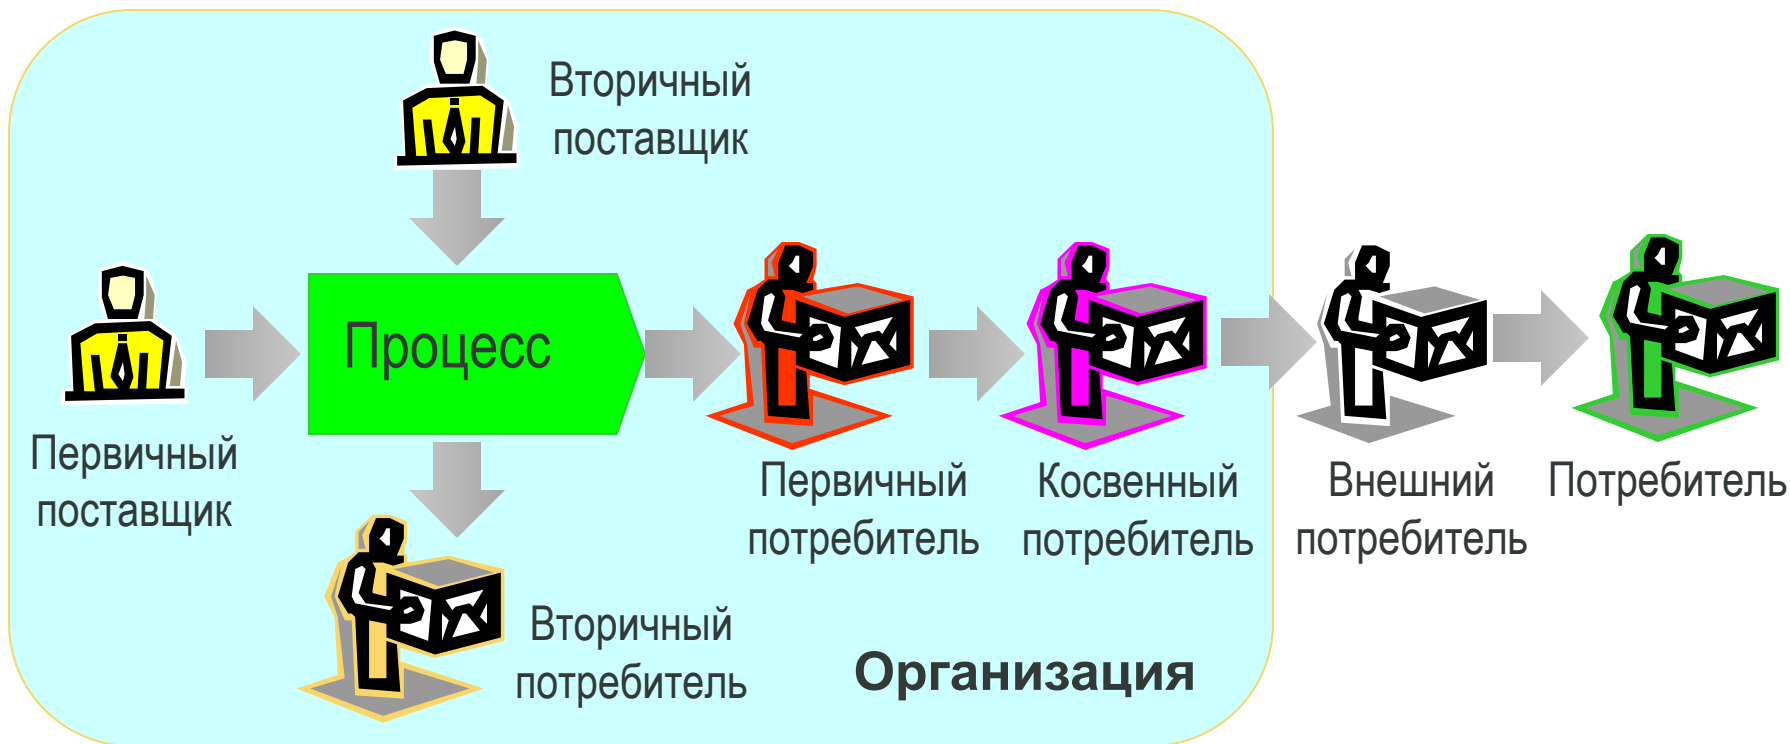 Вторичный
поставщик
Процесс
Первичный
поставщик
Первичный
потребитель
Косвенный
потребитель
Внешний
потребитель
Потребитель
Вторичный
потребитель
Организация